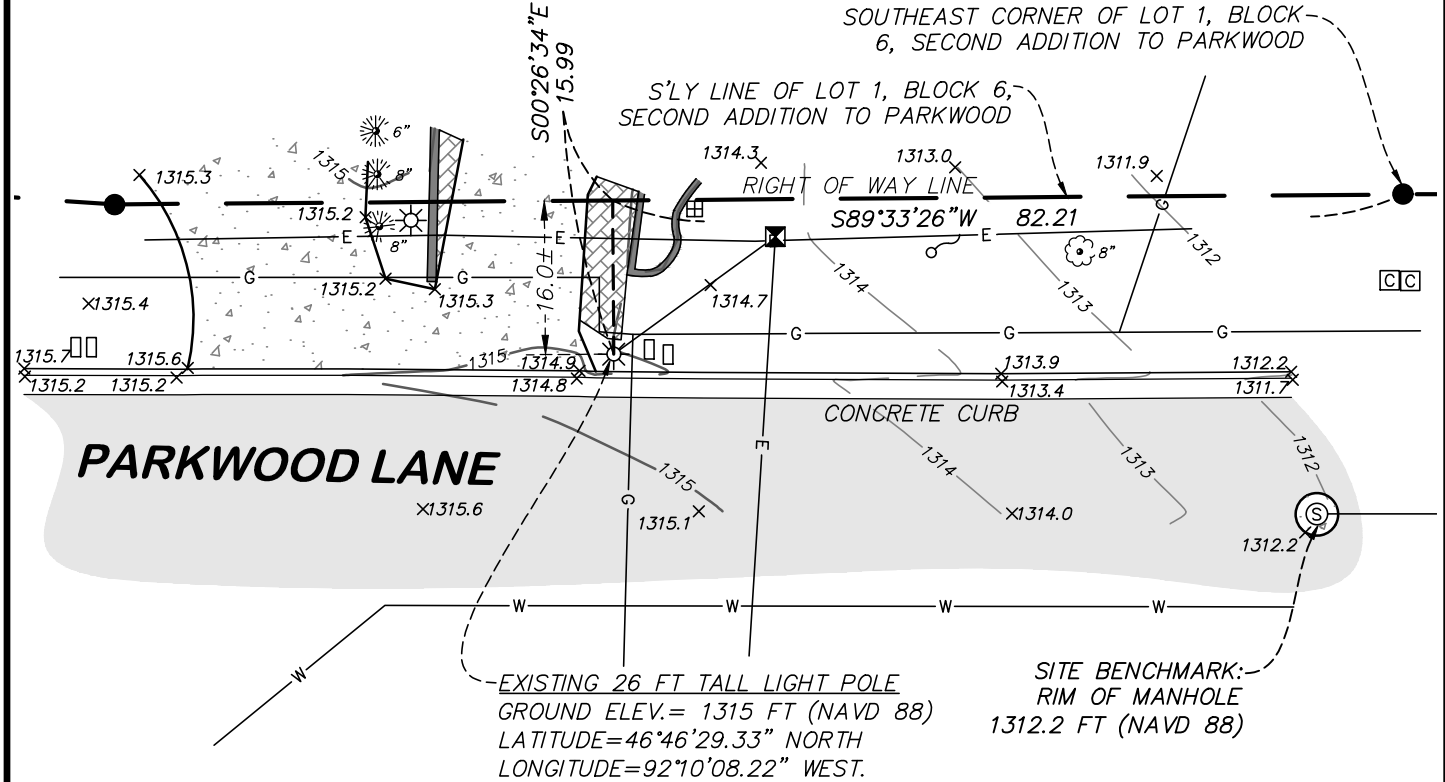 SOUTHEAST CORNER OF LOT 1, BLOCK
6, SECOND ADDITION TO PARKWOOD
S00°26'34"E
15.99
S'LY LINE OF LOT 1, BLOCK 6,
SECOND ADDITION TO PARKWOOD
6"
1315
8"
1315.3
1314.3
1313.0
1311.9
RIGHT OF WAY LINE
1315.2
S89°33'26"W 82.21
G
E
E
E
8"
8"
1312
16.0±
G
G
1315.2
1315.3
1315.4
1314.7
1314
1313
C C
G
G
G
1315.7
1315.6
1315
1314.9
1313.9
1312.2
1315.2
1315.2
1314.8
1313.4
1311.7
CONCRETE CURB
PARKWOOD LANE
E
1315
1314
1313
1312
G
1315.6
1315.1
1314.0
S
1312.2
W
W
W
W
W
EXISTING 26 FT TALL LIGHT POLE
GROUND ELEV.= 1315 FT (NAVD 88)
LATITUDE=46°46'29.33" NORTH
LONGITUDE=92°10'08.22" WEST.
SITE BENCHMARK:
RIM OF MANHOLE
1312.2 FT (NAVD 88)